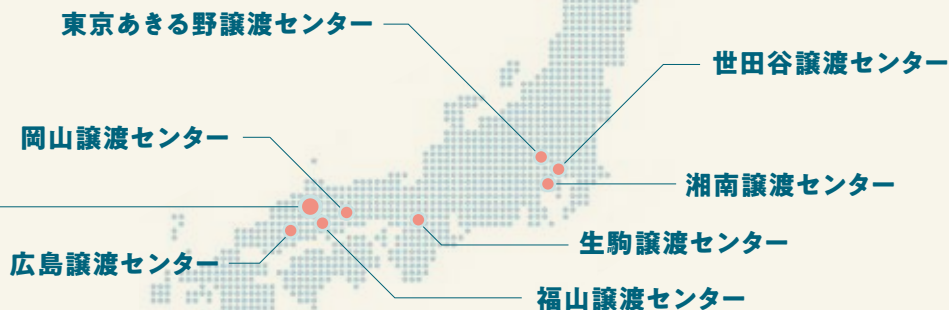 東京あきる野譲渡センター
世田谷譲渡センター
岡山譲渡センター
湘南譲渡センター
生駒譲渡センター
広島譲渡センター
福山譲渡センター